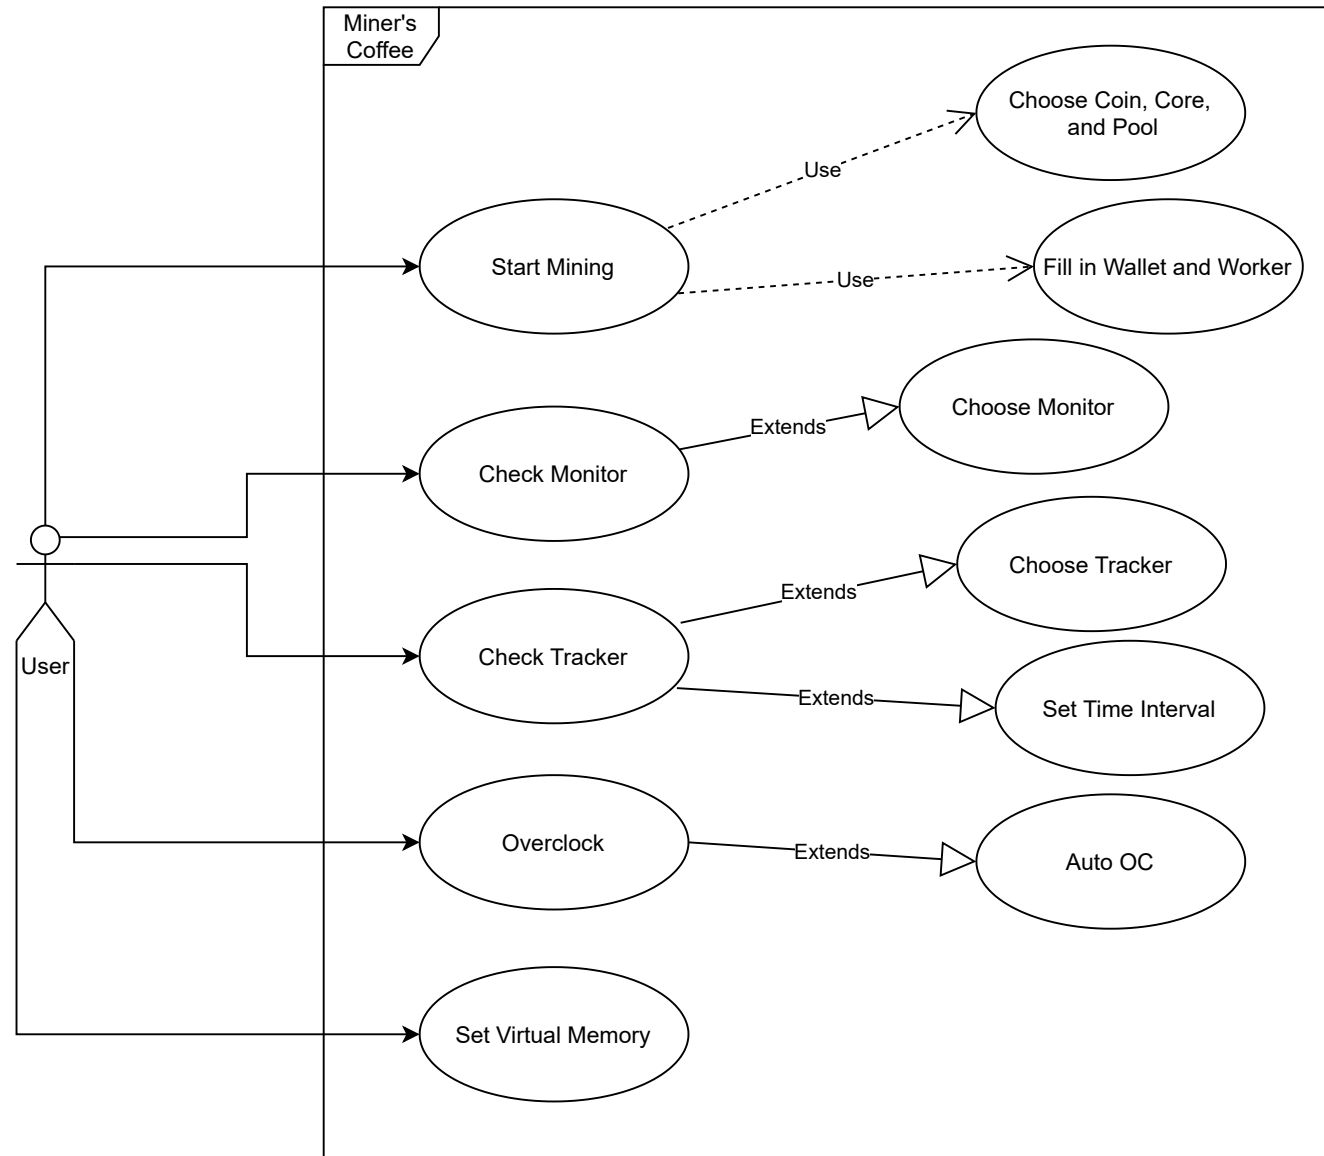 Miner's
Coffee
Choose Coin, Core,
and Pool
Use
Start Mining
Use
Fill in Wallet and Worker
Choose Monitor
Extends
Check Monitor
Choose Tracker
Extends
Check Tracker
User
Extends
Set Time Interval
Overclock
Extends
Auto OC
Set Virtual Memory